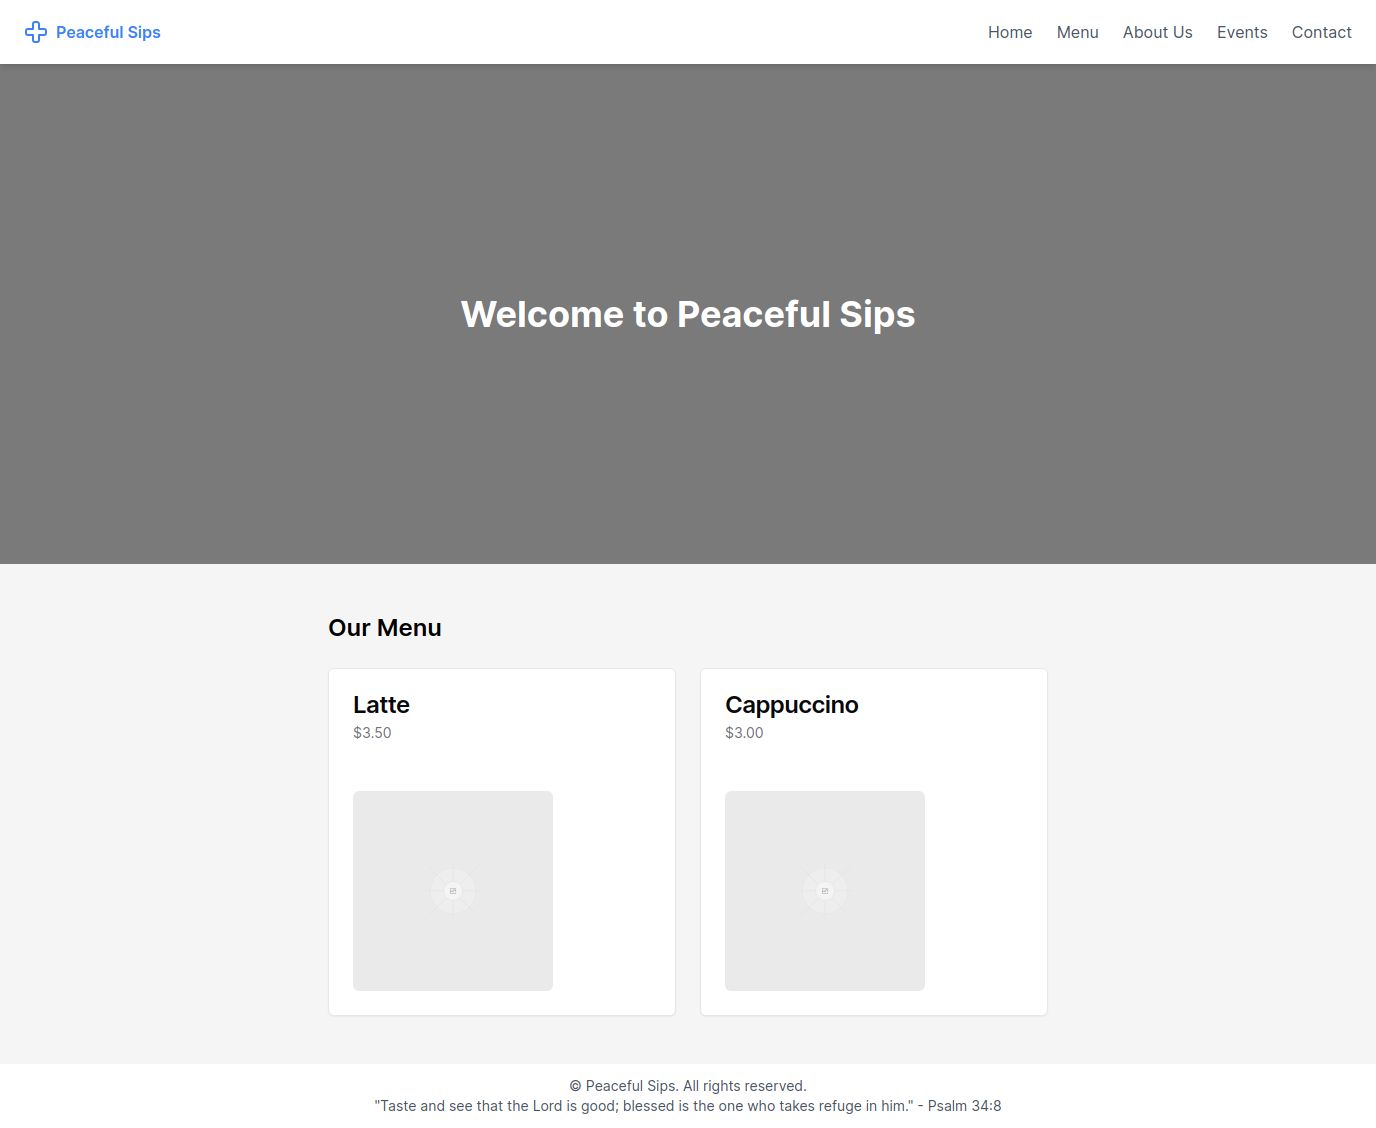 Peaceful Sips
Home Menu About Us Events Contact
Welcome to Peaceful Sips
Our Menu
Latte
$3.50
Cappuccino
$3.00
© Peaceful Sips. All rights reserved.
"Taste and see that the Lord is good; blessed is the one who takes refuge in him." - Psalm 34:8